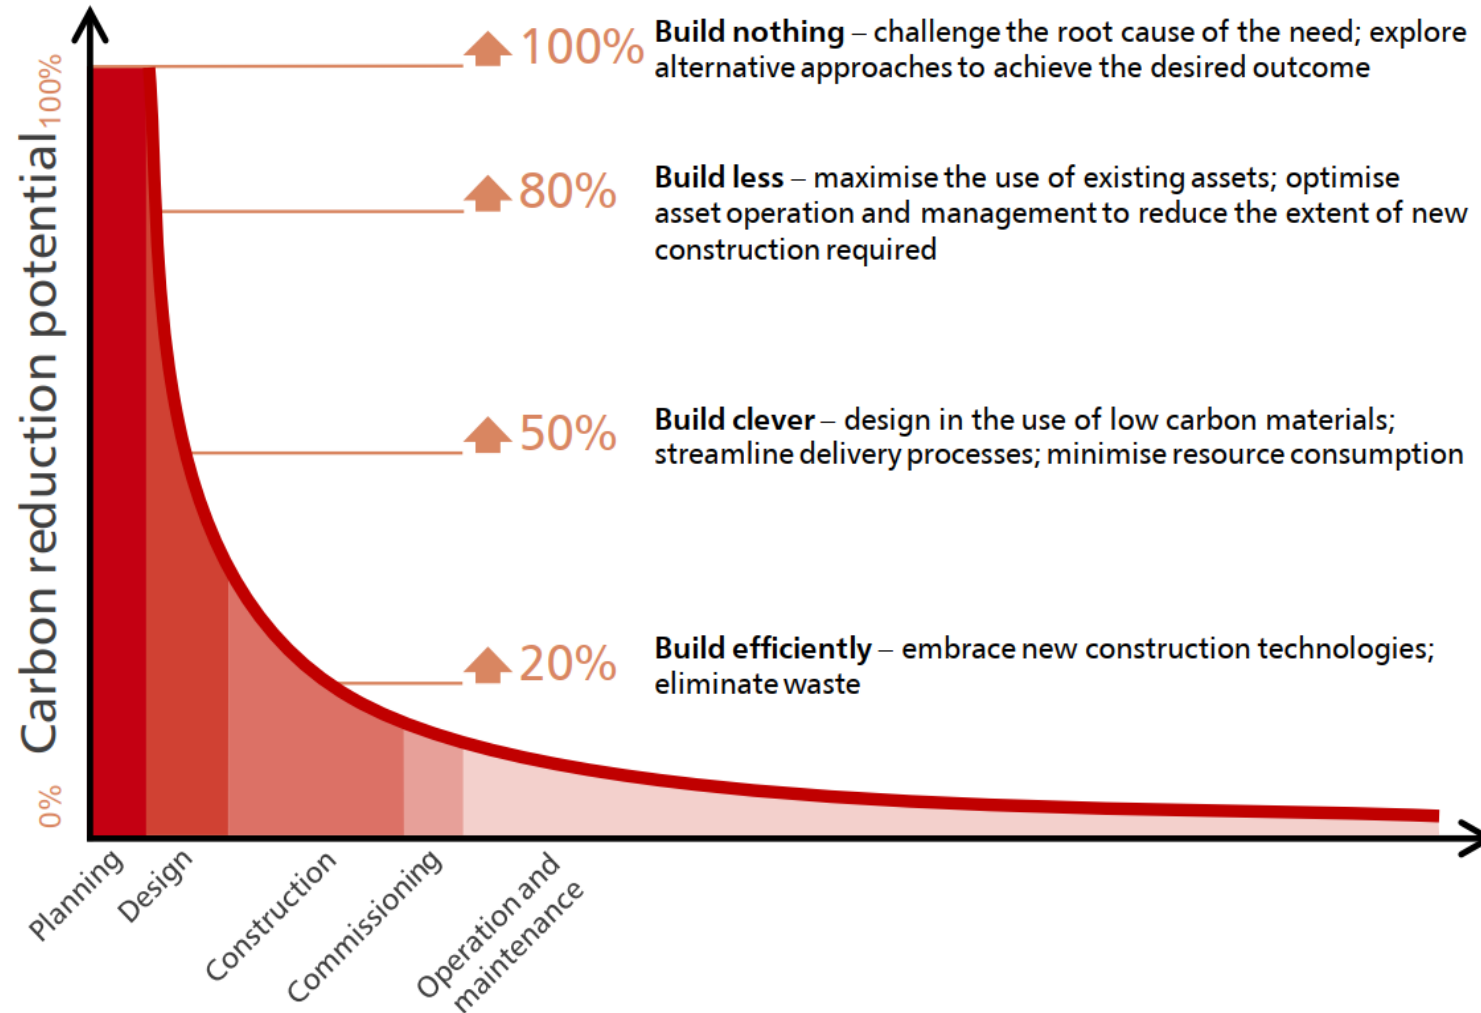 100%
Build nothing – challenge the root cause of the need; explore
alternative approaches to achieve the desired outcome
80%
Build less – maximise the use of existing assets; optimise
asset operation and management to reduce the extent of new
construction required
50%
Build clever – design in the use of low carbon materials;
streamline delivery processes; minimise resource consumption
20%
Build efficiently – embrace new construction technologies;
eliminate waste
100%
Carbon reduction potential
0%
Planning
Design
Construction
Commissioning
Operation and
maintenance